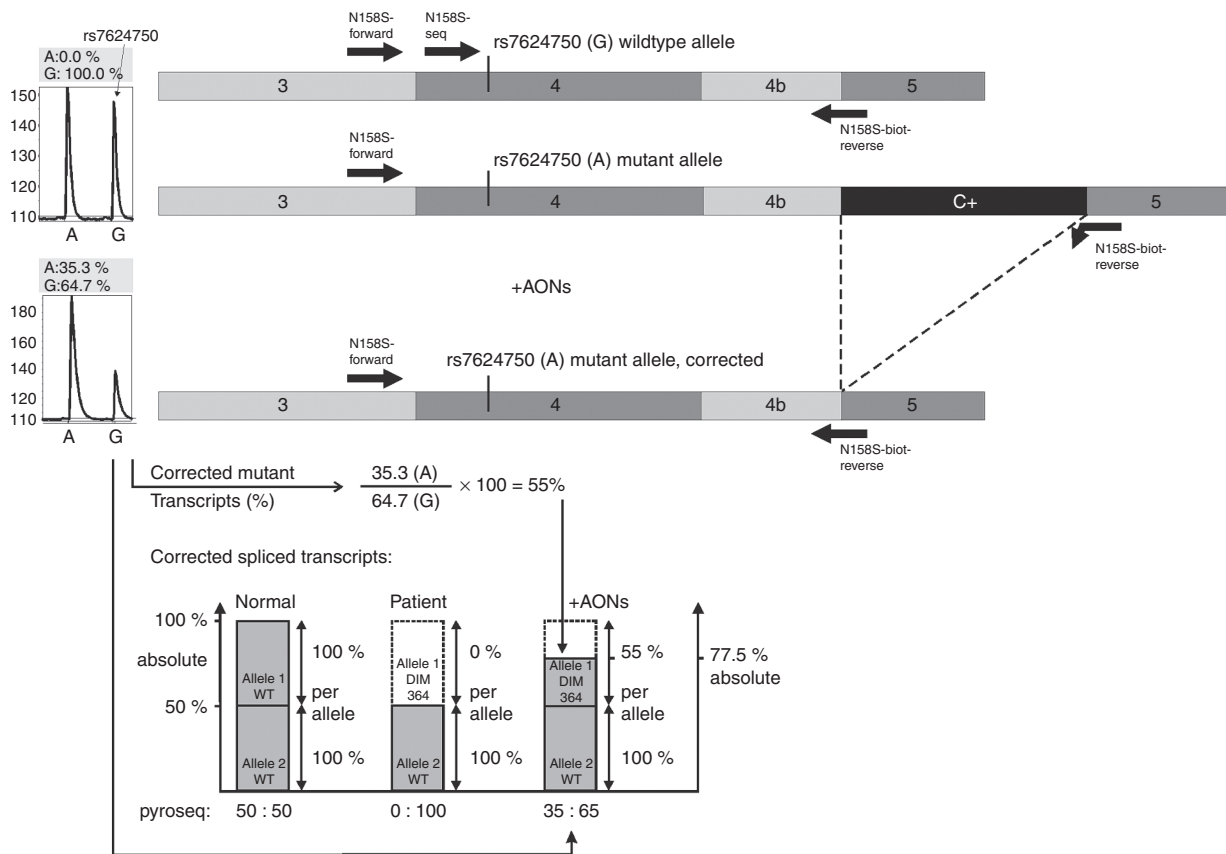 rs7624750
A:0.0 %
G: 100.0 %
150
140
130
120
110
A G
N158S-
forward
N158S-
seq
rs7624750 (G) wildtype allele
3 4 4b 5
N158S-biot-
reverse
N158S-
forward
rs7624750 (A) mutant allele
3 4 4b C+ 5
N158S-biot-
reverse
A:35.3 %
G:64.7 %
180
160
140
120
110
A G
+AONs
N158S-
forward
rs7624750 (A) mutant allele, corrected
3 4 4b 5
N158S-biot-
reverse
Corrected mutant
Transcripts (%)
35.3 (A)
64.7 (G)
× 100 = 55%
Corrected spliced transcripts:
Normal Patient +AONs
100 %
absolute
50 %
Allele 1
WT
Allele 2
WT
100 %
per
allele
100 %
Allele 1
DIM
364
Allele 2
WT
0 %
per
allele
100 %
Allele 1
DIM
364
Allele 2
WT
55 %
per
allele
100 %
77.5 %
absolute
pyroseq: 50 : 50 0 : 100 35 : 65